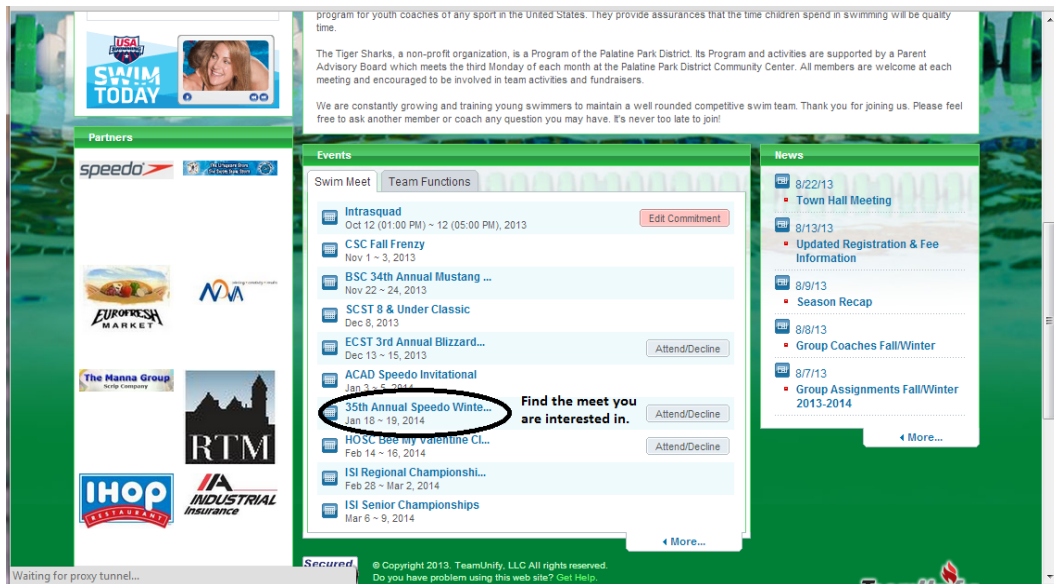 program for youth coaches of any sport in the United States. They provide assurances that the time children spend in swimming will be quality
time.
The Tiger Sharks, a non-profit organization, is a Program of the Palatine Park District. Its Program and activities are supported by a Parent
Advisory Board which meets the third Monday of each month at the Palatine Park District Community Center. All members are welcome at each
meeting and encouraged to be involved in team activities and fundraisers.
We are constantly growing and training young swimmers to maintain a well rounded competitive swim team. Thank you for joining us. Please feel
free to ask another member or coach any question you may have. It's never too late to join!
USA
SWIM
TODAY
Partners
speedo
EUROFRESH
MARKET
NOVA
The Manna Group
Scrip Company
RTM
IHOP
RESTAURANT
INDUSTRIAL
Insurance
Events
Swim Meet
Team Functions
Intrasquad
Oct 12 (01:00 PM) ~ 12 (05:00 PM), 2013
Edit Commitment
CSC Fall Frenzy
Nov 1 ~ 3, 2013
BSC 34th Annual Mustang ...
Nov 22 ~ 24, 2013
SCST 8 & Under Classic
Dec 8, 2013
ECST 3rd Annual Blizzard...
Dec 13 ~ 15, 2013
Attend/Decline
ACAD Speedo Invitational
Jan 3 ~ 5, 2014
35th Annual Speedo Winte...
Jan 18 ~ 19, 2014
Find the meet you
are interested in.
Attend/Decline
HOSC Bee My Valentine Cl...
Feb 14 ~ 16, 2014
Attend/Decline
ISI Regional Championshi...
Feb 28 ~ Mar 2, 2014
ISI Senior Championships
Mar 6 ~ 9, 2014
More...
News
8/22/13
Town Hall Meeting
8/13/13
Updated Registration & Fee
Information
8/9/13
Season Recap
8/8/13
Group Coaches Fall/Winter
8/7/13
Group Assignments Fall/Winter
2013-2014
More...
Secured
© Copyright 2013. TeamUnify, LLC All rights reserved.
Do you have problem using this web site? Get Help.
TeamUnify
Waiting for proxy tunnel...